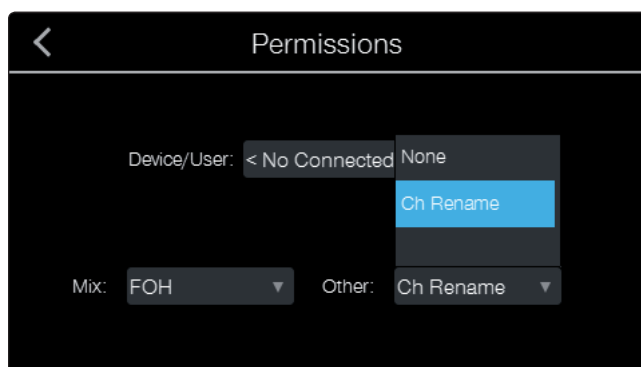 Permissions
Device/User: < No Connected
None
Ch Rename
Mix: FOH Other: Ch Rename